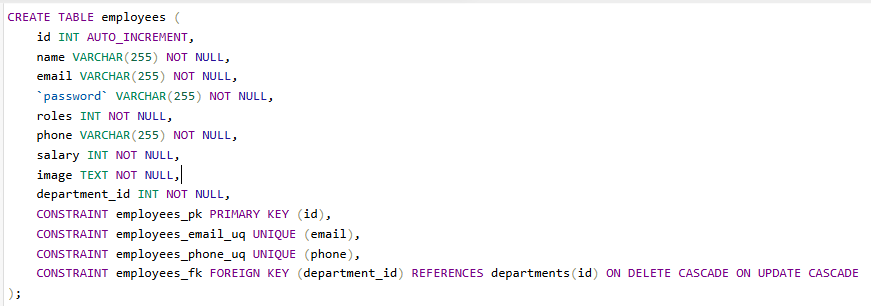 CREATE TABLE employees (
    id INT AUTO_INCREMENT,
    name VARCHAR(255) NOT NULL,
    email VARCHAR(255) NOT NULL,
    `password` VARCHAR(255) NOT NULL,
    roles INT NOT NULL,
    phone VARCHAR(255) NOT NULL,
    salary INT NOT NULL,
    image TEXT NOT NULL,
    department_id INT NOT NULL,
    CONSTRAINT employees_pk PRIMARY KEY (id),
    CONSTRAINT employees_email_uq UNIQUE (email),
    CONSTRAINT employees_phone_uq UNIQUE (phone),
    CONSTRAINT employees_fk FOREIGN KEY (department_id) REFERENCES departments(id) ON DELETE CASCADE ON UPDATE CASCADE
);